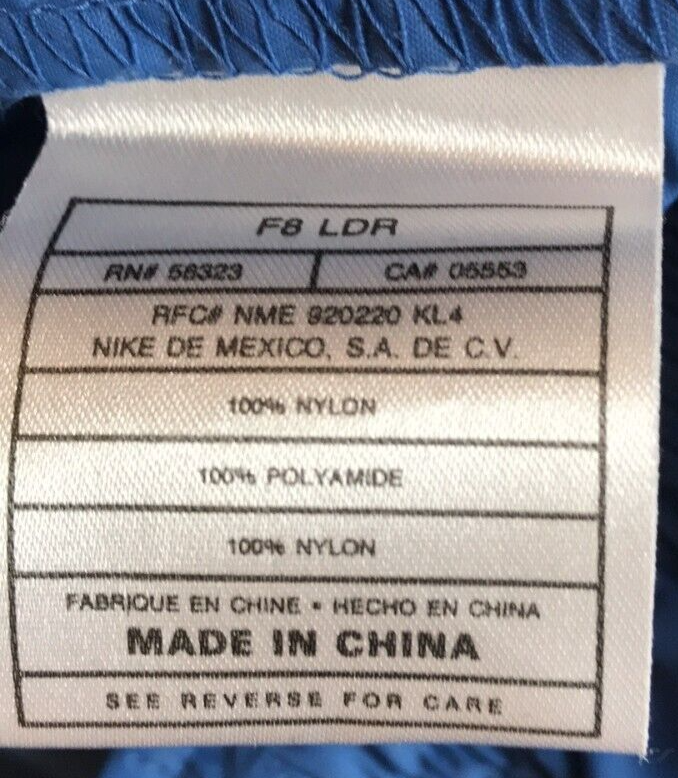 F8 LDR
RN# 56323 CA# 05553
RFC# NME 920220 KL4
NIKE DE MEXICO, S.A. DE C.V.
100% NYLON
100% POLYAMIDE
100% NYLON
FABRIQUE EN CHINE • HECHO EN CHINA
MADE IN CHINA
SEE REVERSE FOR CARE